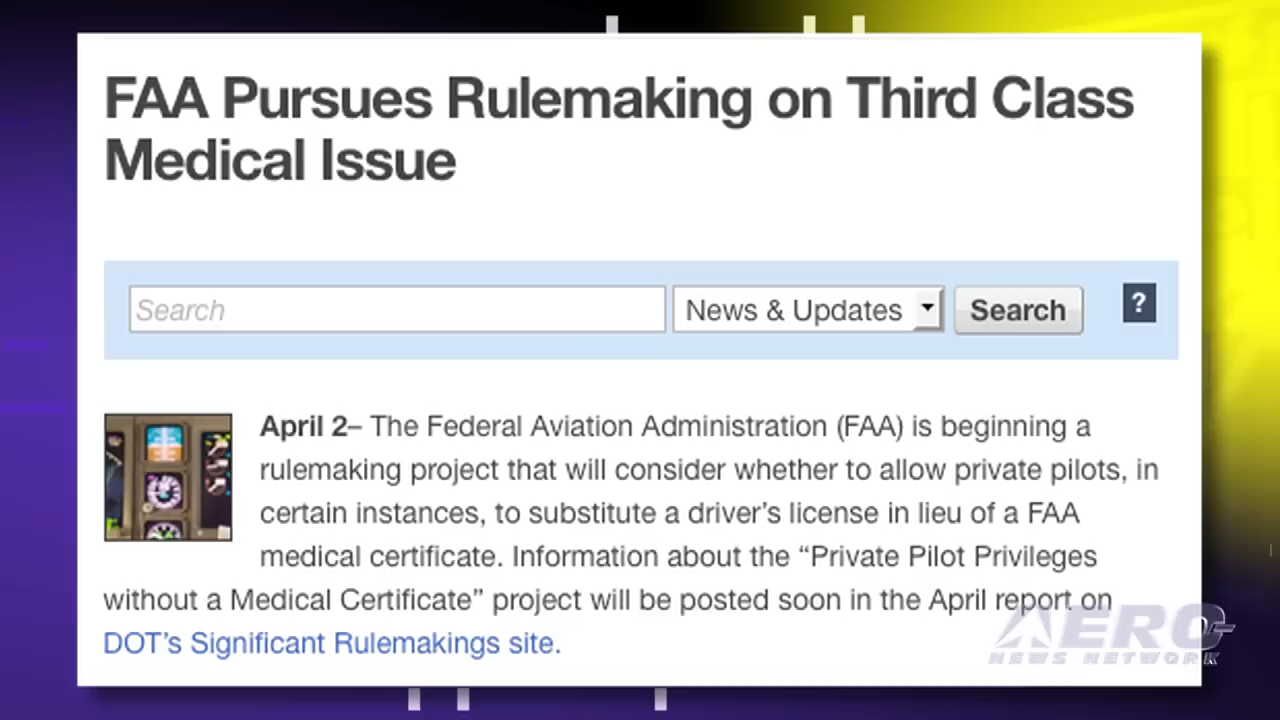 FAA Pursues Rulemaking on Third Class
Medical Issue
Search
News & Updates
Search
?
April 2– The Federal Aviation Administration (FAA) is beginning a
rulemaking project that will consider whether to allow private pilots, in
certain instances, to substitute a driver’s license in lieu of a FAA
medical certificate. Information about the “Private Pilot Privileges
without a Medical Certificate” project will be posted soon in the April report on
DOT’s Significant Rulemakings site.
AERO
NEWS NETWORK